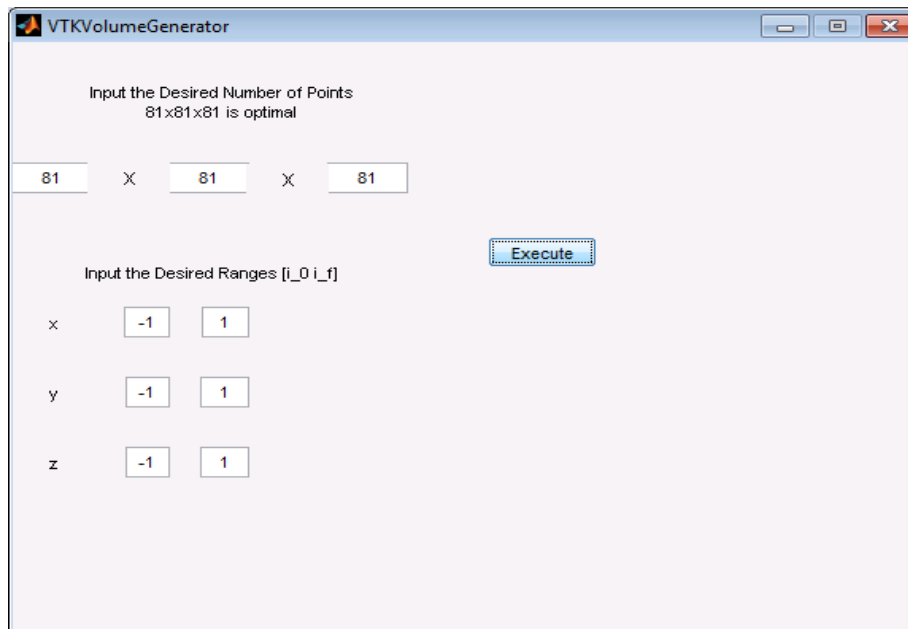 VTKVolumeGenerator
Input the Desired Number of Points
81x81x81 is optimal
81 X 81 X 81
Execute
Input the Desired Ranges [i_0 i_f]
x -1 1
y -1 1
z -1 1